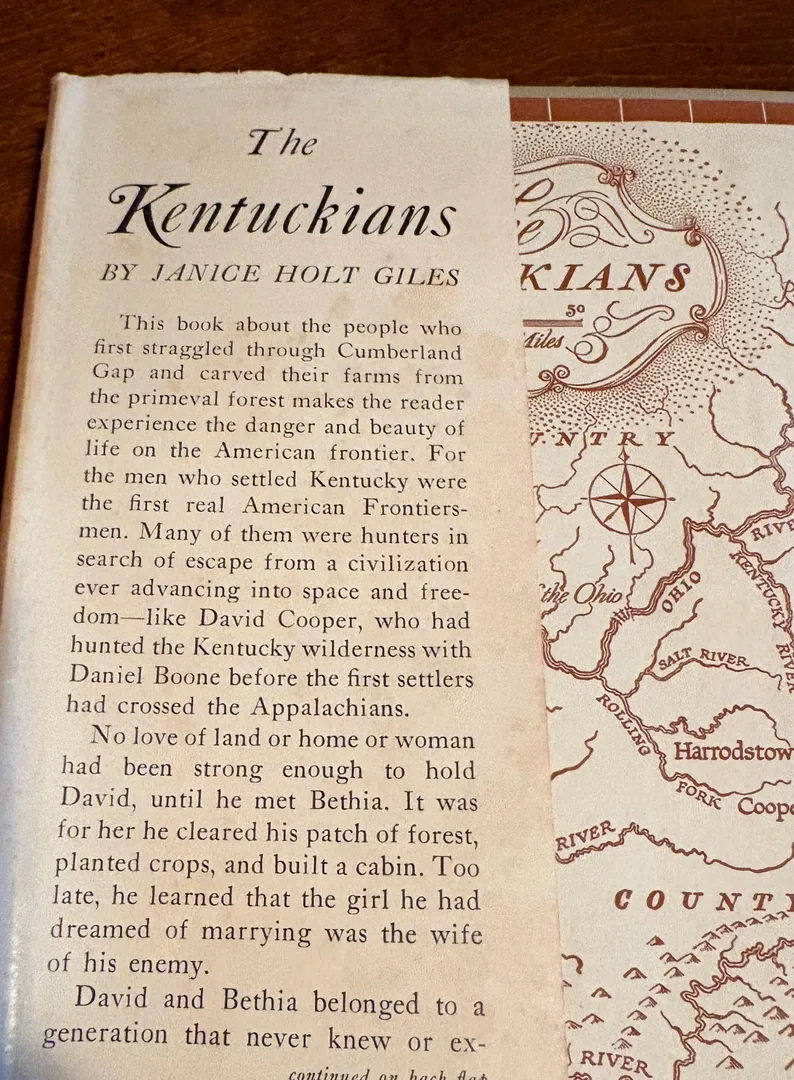 The
Kentuckians
BY JANICE HOLT GILES
This book about the people who
first straggled through Cumberland
Gap and carved their farms from
the primeval forest makes the reader
experience the danger and beauty of
life on the American frontier. For
the men who settled Kentucky were
the first real American Frontiers-
men. Many of them were hunters in
search of escape from a civilization
ever advancing into space and free-
dom—like David Cooper, who had
hunted the Kentucky wilderness with
Daniel Boone before the first settlers
had crossed the Appalachians.
No love of land or home or woman
had been strong enough to hold
David, until he met Bethia. It was
for her he cleared his patch of forest,
planted crops, and built a cabin. Too
late, he learned that the girl he had
dreamed of marrying was the wife
of his enemy.
David and Bethia belonged to a
generation that never knew or ex-
continued on back flap
KIANS
50
Miles
UNTRY
the Ohio
OHIO
RIVE
KENTUCKY RIVER
SALT RIVER
ROLLING
FORK
Harrodstow
Coope
RIVER
COUNTY
RIVER